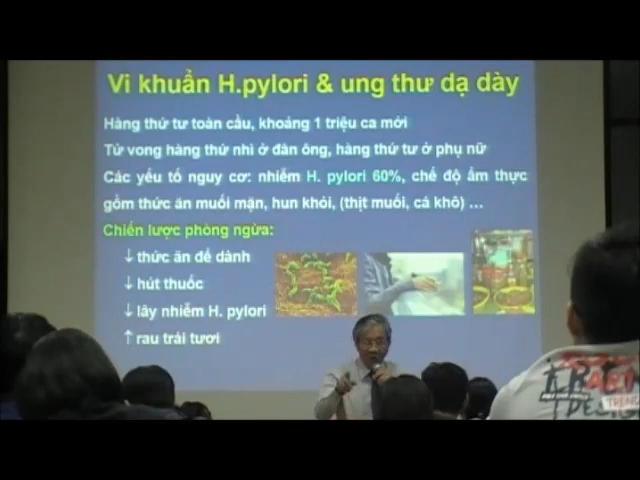 Vi khuẩn H.pylori & ung thư dạ dày
Hàng thứ tư toàn cầu, khoảng 1 triệu ca mới
Tử vong hàng thứ nhì ở đàn ông, hàng thứ tư ở phụ nữ
Các yếu tố nguy cơ: nhiễm H. pylori 60%, chế độ ẩm thực
gồm thức ăn muối mặn, hun khói, (thịt muối, cá khô) ...
Chiến lược phòng ngừa:
↓ thức ăn để dành
↓ hút thuốc
↓ lây nhiễm H. pylori
↑ rau trái tươi
ART
TREND